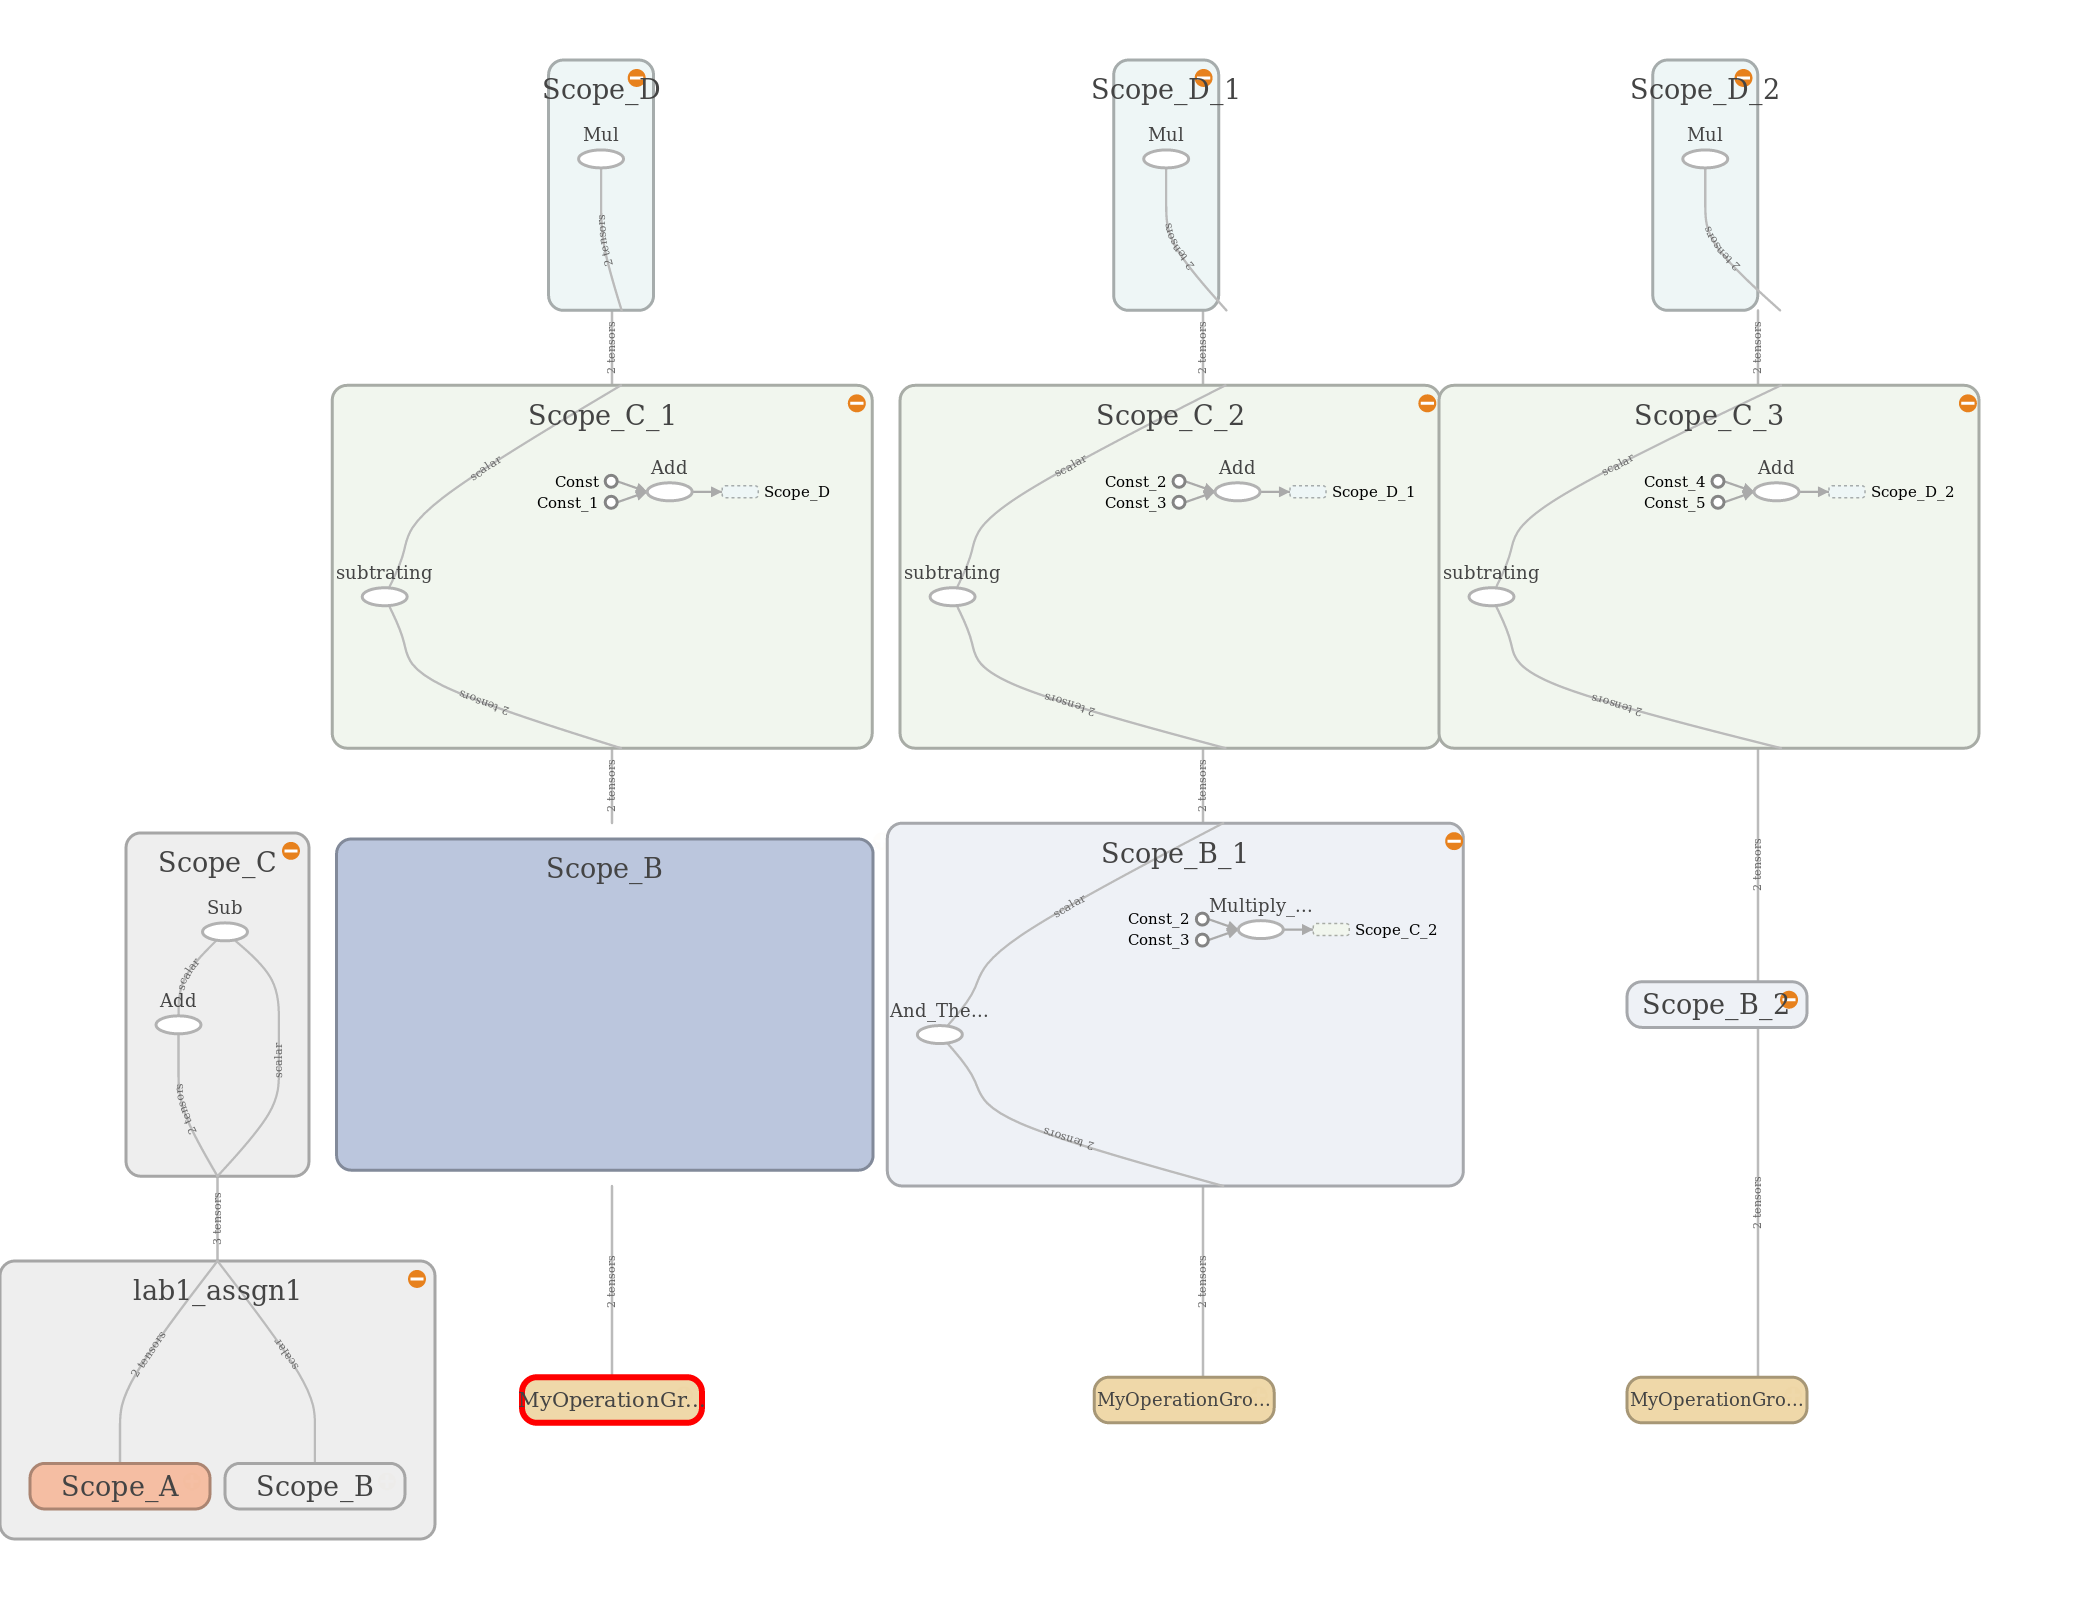 Scope_D
Mul
2 tensors
Scope_D_1
Mul
2 tensors
Scope_D_2
Mul
2 tensors
2 tensors
2 tensors
2 tensors
Scope_C_1
scalar
Add
Const
Const_1
Scope_D
subtrating
2 tensors
Scope_C_2
scalar
Add
Const_2
Const_3
Scope_D_1
subtrating
2 tensors
Scope_C_3
scalar
Add
Const_4
Const_5
Scope_D_2
subtrating
2 tensors
2 tensors
2 tensors
2 tensors
Scope_C
Sub
scalar
Add
scalar
2 tensors
Scope_B
Scope_B_1
scalar
Multiply_...
Const_2
Const_3
Scope_C_2
And_The...
2 tensors
Scope_B_2
3 tensors
2 tensors
2 tensors
2 tensors
lab1_assgn1
2 tensors
scalar
Scope_A
Scope_B
MyOperationGr...
MyOperationGro...
MyOperationGro...